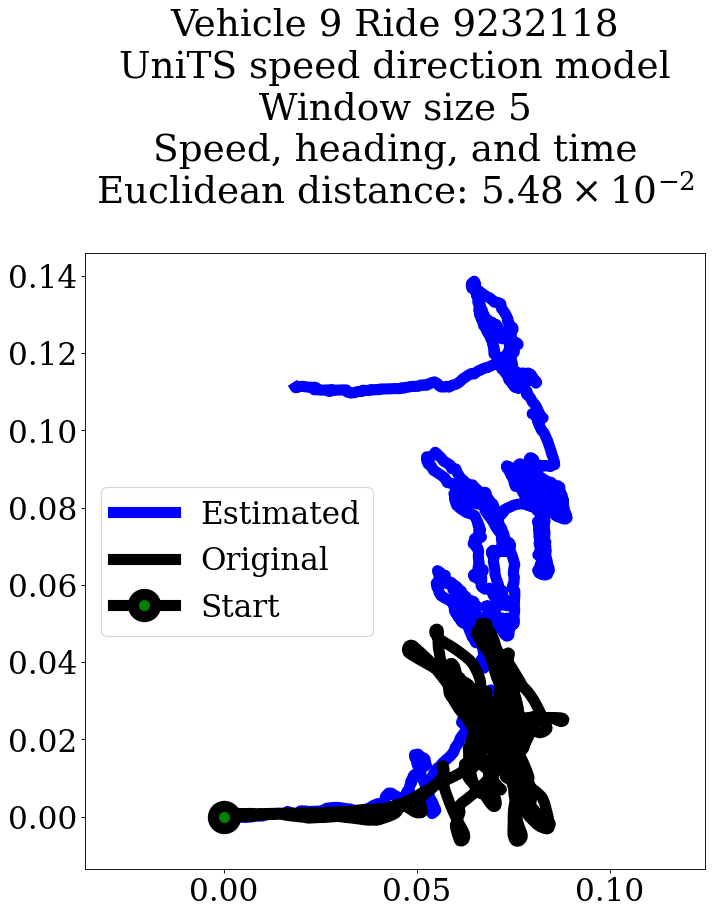 Vehicle 9 Ride 9232118
UniTS speed direction model
Window size 5
Speed, heading, and time
Euclidean distance: 5.48 × 10⁻²
0.14
0.12
0.10
0.08
0.06
0.04
0.02
0.00
Estimated
Original
Start
0.00 0.05 0.10